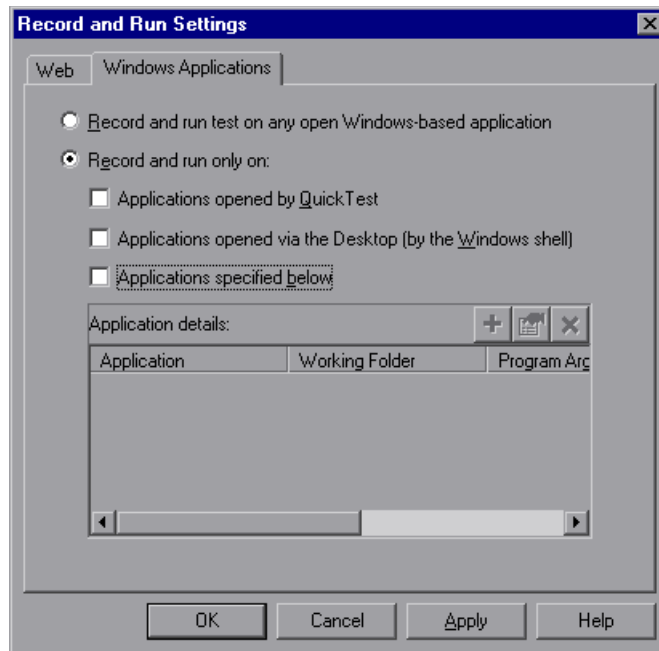 Record and Run Settings
Web Windows Applications
Record and run test on any open Windows-based application
Record and run only on:
Applications opened by QuickTest
Applications opened via the Desktop (by the Windows shell)
Applications specified below
Application details:
Application Working Folder Program Arg
OK Cancel Apply Help